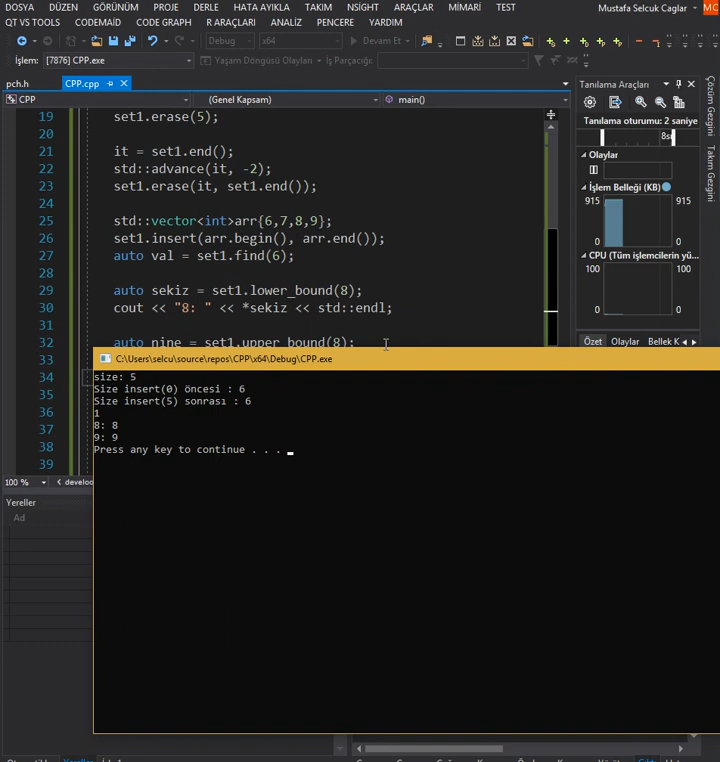 DOSYA DÜZEN GÖRÜNÜM PROJE DERLE HATA AYIKLA TAKIM NSİGHT ARAÇLAR MİMARİ TEST Mustafa Selcuk Caglar MC
QT VS TOOLS CODEMAID CODE GRAPH R ARAÇLARI ANALİZ PENCERE YARDIM
Debug x64 Devam Et
İşlem: [7876] CPP.exe Yaşam Döngüsü Olayları İş Parçacığı:
pch.h CPP.cpp
CPP (Genel Kapsam) main()
19 set1.erase(5);
20
21 it = set1.end();
22 std::advance(it, -2);
23 set1.erase(it, set1.end());
24
25 std::vector<int>arr{6,7,8,9};
26 set1.insert(arr.begin(), arr.end());
27 auto val = set1.find(6);
28
29 auto sekiz = set1.lower_bound(8);
30 cout << "8: " << *sekiz << std::endl;
31
32 auto nine = set1.upper_bound(8);
33
34
35
36
37
38
39
100 %
Yereller
Ad
C:\Users\selcu\source\repos\CPP\x64\Debug\CPP.exe
size: 5
Size insert(0) öncesi : 6
Size insert(5) sonrası : 6
1
8: 8
9: 9
Press any key to continue . . .
Tanılama Araçları
Tanılama oturumu: 2 saniye
Olaylar
İşlem Belleği (KB)
915 915
0 0
CPU (Tüm işlemcilerin yü...
100 100
0 0
Özet Olaylar Bellek K
Çözüm Gezgini
Takım Gezgini